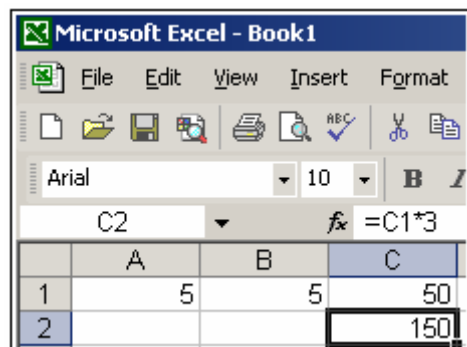 Microsoft Excel - Book1
File Edit View Insert Format
ABC
Arial 10 B I
C2 fx =C1*3
A B C
1 5 5 50
2 150